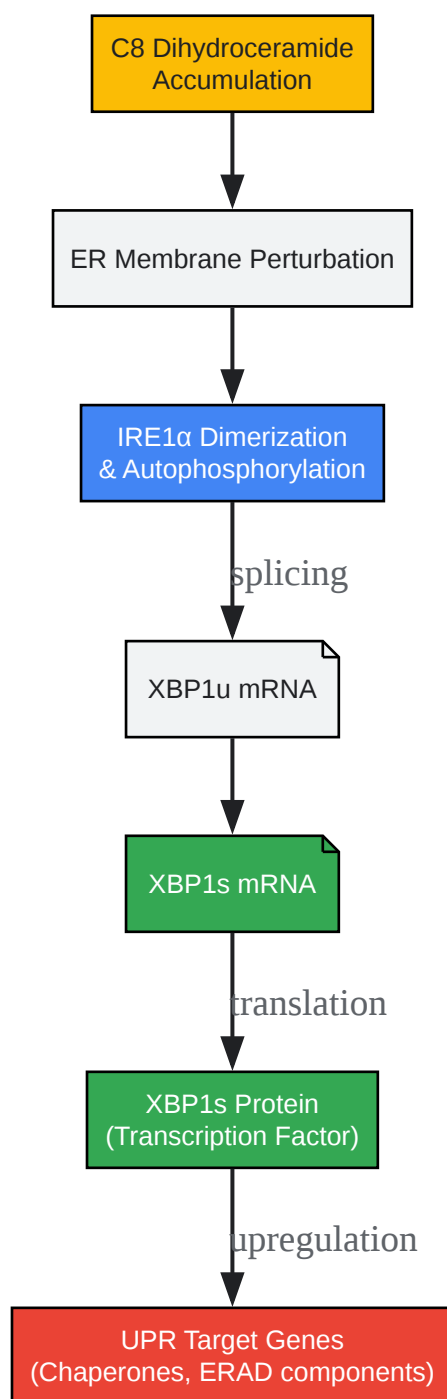 C8 Dihydroceramide
Accumulation
ER Membrane Perturbation
IRE1α Dimerization
& Autophosphorylation
splicing
XBP1u mRNA
XBP1s mRNA
translation
XBP1s Protein
(Transcription Factor)
upregulation
UPR Target Genes
(Chaperones, ERAD components)